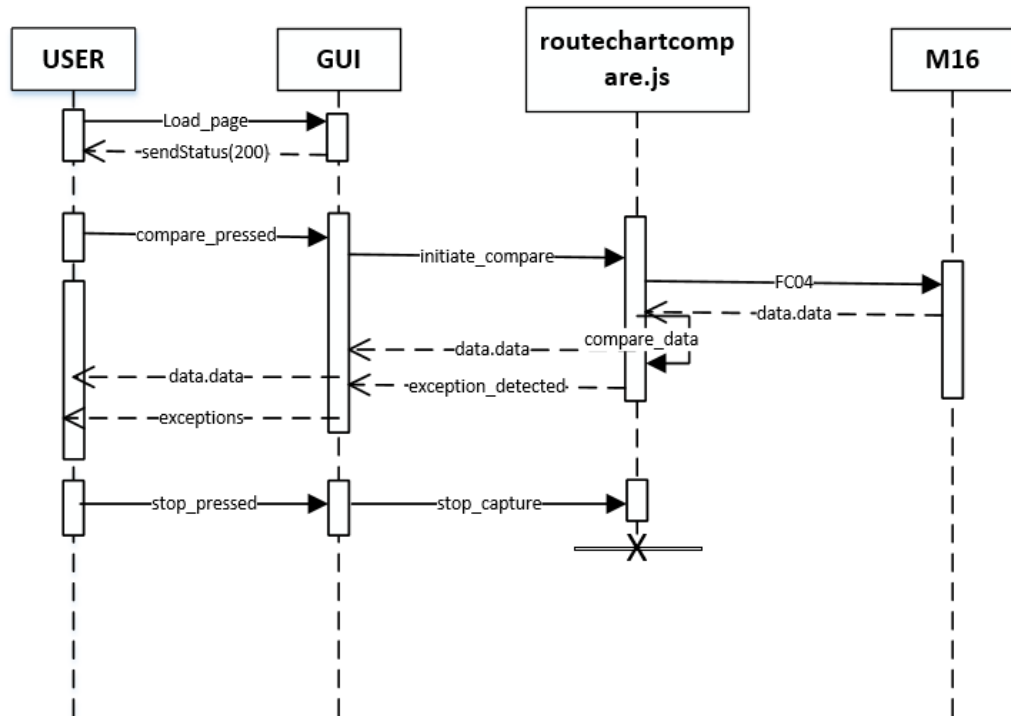 USER
GUI
routechartcomp
are.js
M16
Load_page
sendStatus(200)
compare_pressed
initiate_compare
FC04
data.data
compare_data
data.data
data.data
exception_detected
exceptions
stop_pressed
stop_capture
X